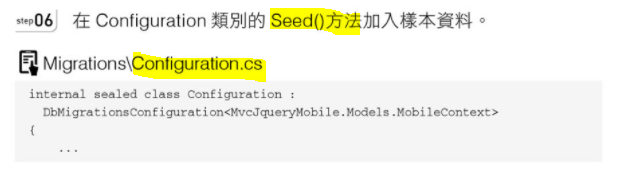 step06 在 Configuration 類別的 Seed()方法加入樣本資料。
Migrations\Configuration.cs
internal sealed class Configuration :
DbMigrationsConfiguration<MvcJqueryMobile.Models.MobileContext>
{
...